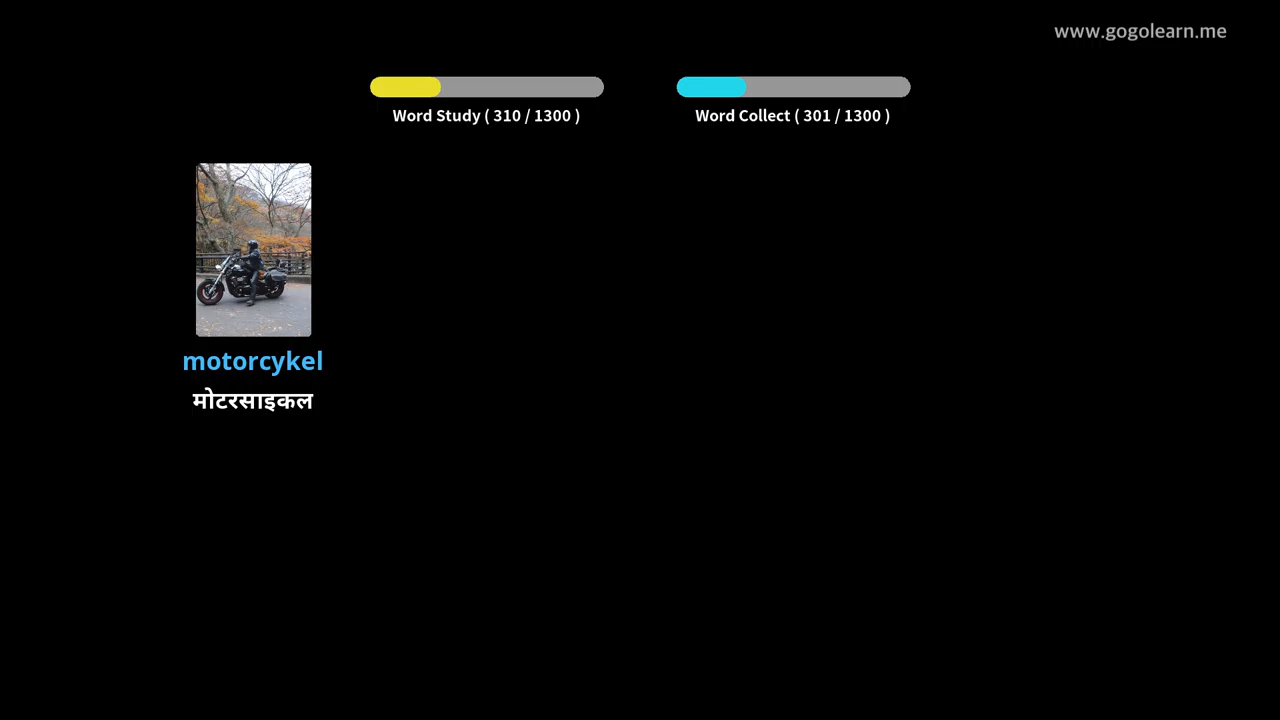 www.gogolearn.me
Word Study ( 310 / 1300 )
Word Collect ( 301 / 1300 )
motorcykel
मोटरसाइकल